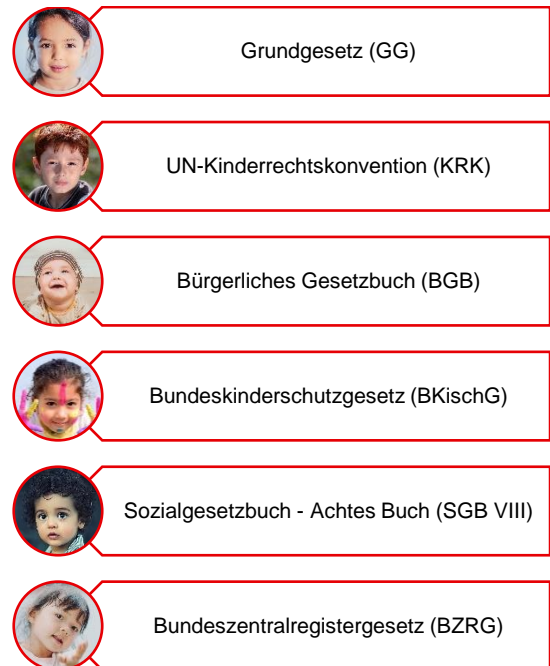 Grundgesetz (GG)
UN-Kinderrechtskonvention (KRK)
Bürgerliches Gesetzbuch (BGB)
Bundeskinderschutzgesetz (BKischG)
Sozialgesetzbuch - Achtes Buch (SGB VIII)
Bundeszentralregistergesetz (BZRG)